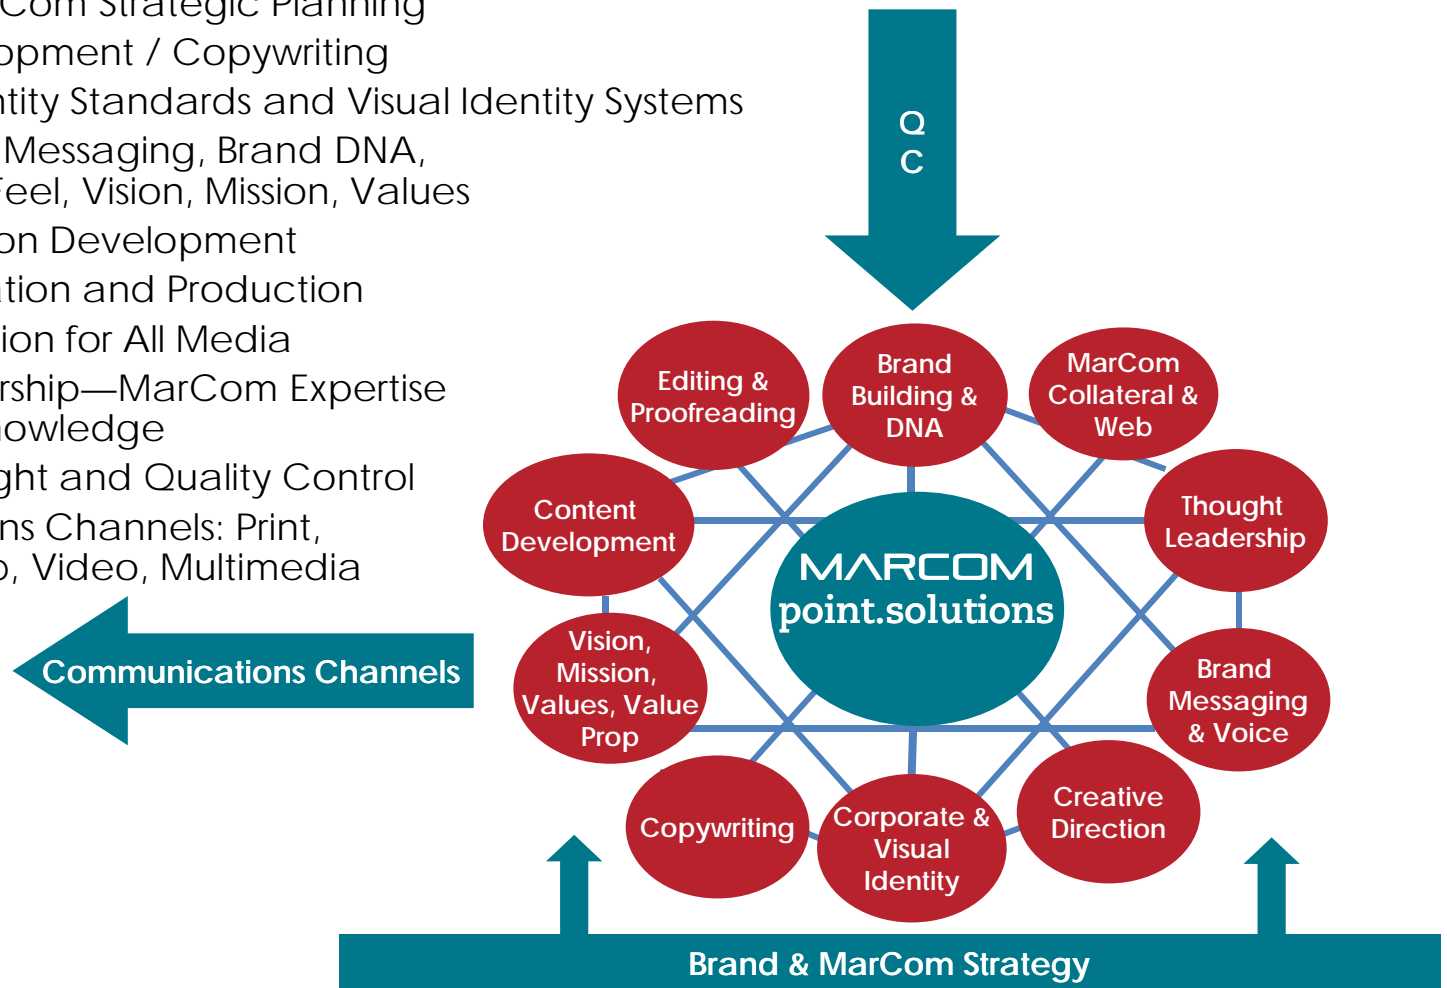 Com Strategic Planning
opment / Copywriting
ntity Standards and Visual Identity Systems
Messaging, Brand DNA,
Feel, Vision, Mission, Values
on Development
ation and Production
ion for All Media
rship—MarCom Expertise
nowledge
ght and Quality Control
ns Channels: Print,
o, Video, Multimedia
Q
C
Editing &
Proofreading
Brand
Building &
DNA
MarCom
Collateral &
Web
Content
Development
Thought
Leadership
MARCOM
point.solutions
Vision,
Mission,
Values, Value
Prop
Brand
Messaging
& Voice
Communications Channels
Copywriting
Corporate &
Visual
Identity
Creative
Direction
Brand & MarCom Strategy